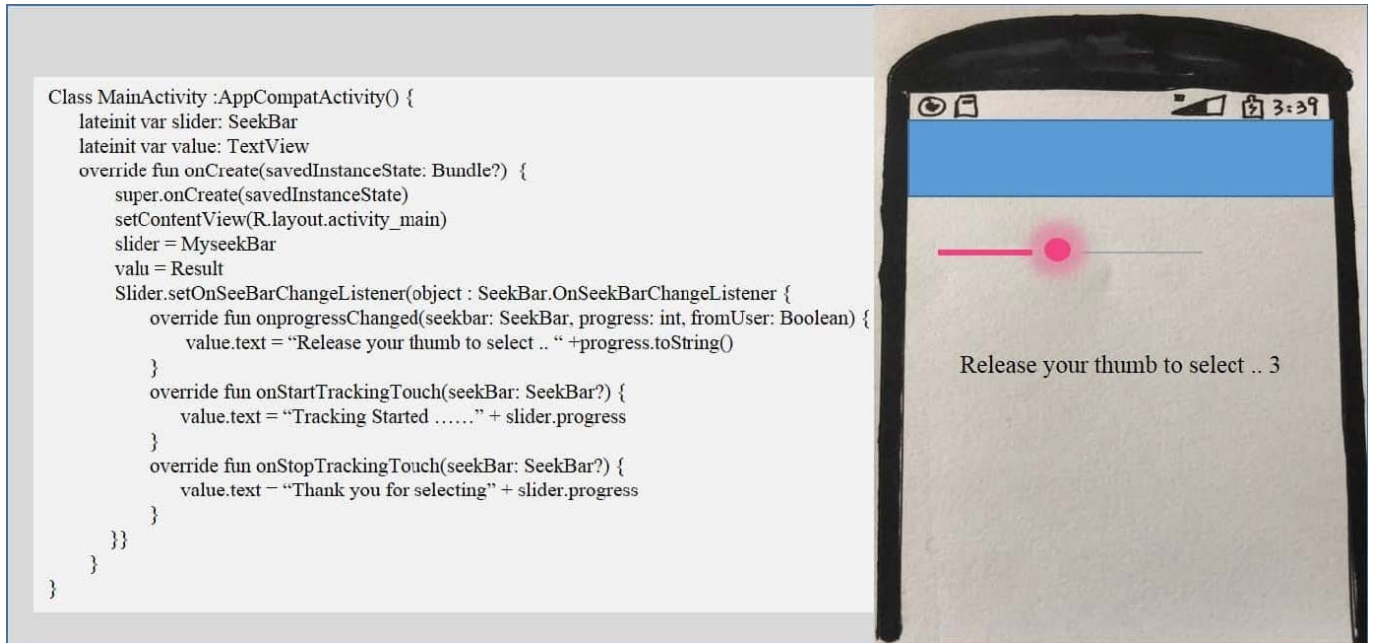 Class MainActivity :AppCompatActivity() {
lateinit var slider: SeekBar
lateinit var value: TextView
override fun onCreate(savedInstanceState: Bundle?) {
super.onCreate(savedInstanceState)
setContentView(R.layout.activity_main)
slider = MyseekBar
valu = Result
Slider.setOnSeeBarChangeListener(object : SeekBar.OnSeekBarChangeListener {
override fun onprogressChanged(seekbar: SeekBar, progress: int, fromUser: Boolean) {
value.text = “Release your thumb to select .. “ +progress.toString()
}
override fun onStartTrackingTouch(seekBar: SeekBar?) {
value.text = “Tracking Started ……” + slider.progress
}
override fun onStopTrackingTouch(seekBar: SeekBar?) {
value.text = “Thank you for selecting” + slider.progress
}
}}
}
}
3:39
Release your thumb to select .. 3